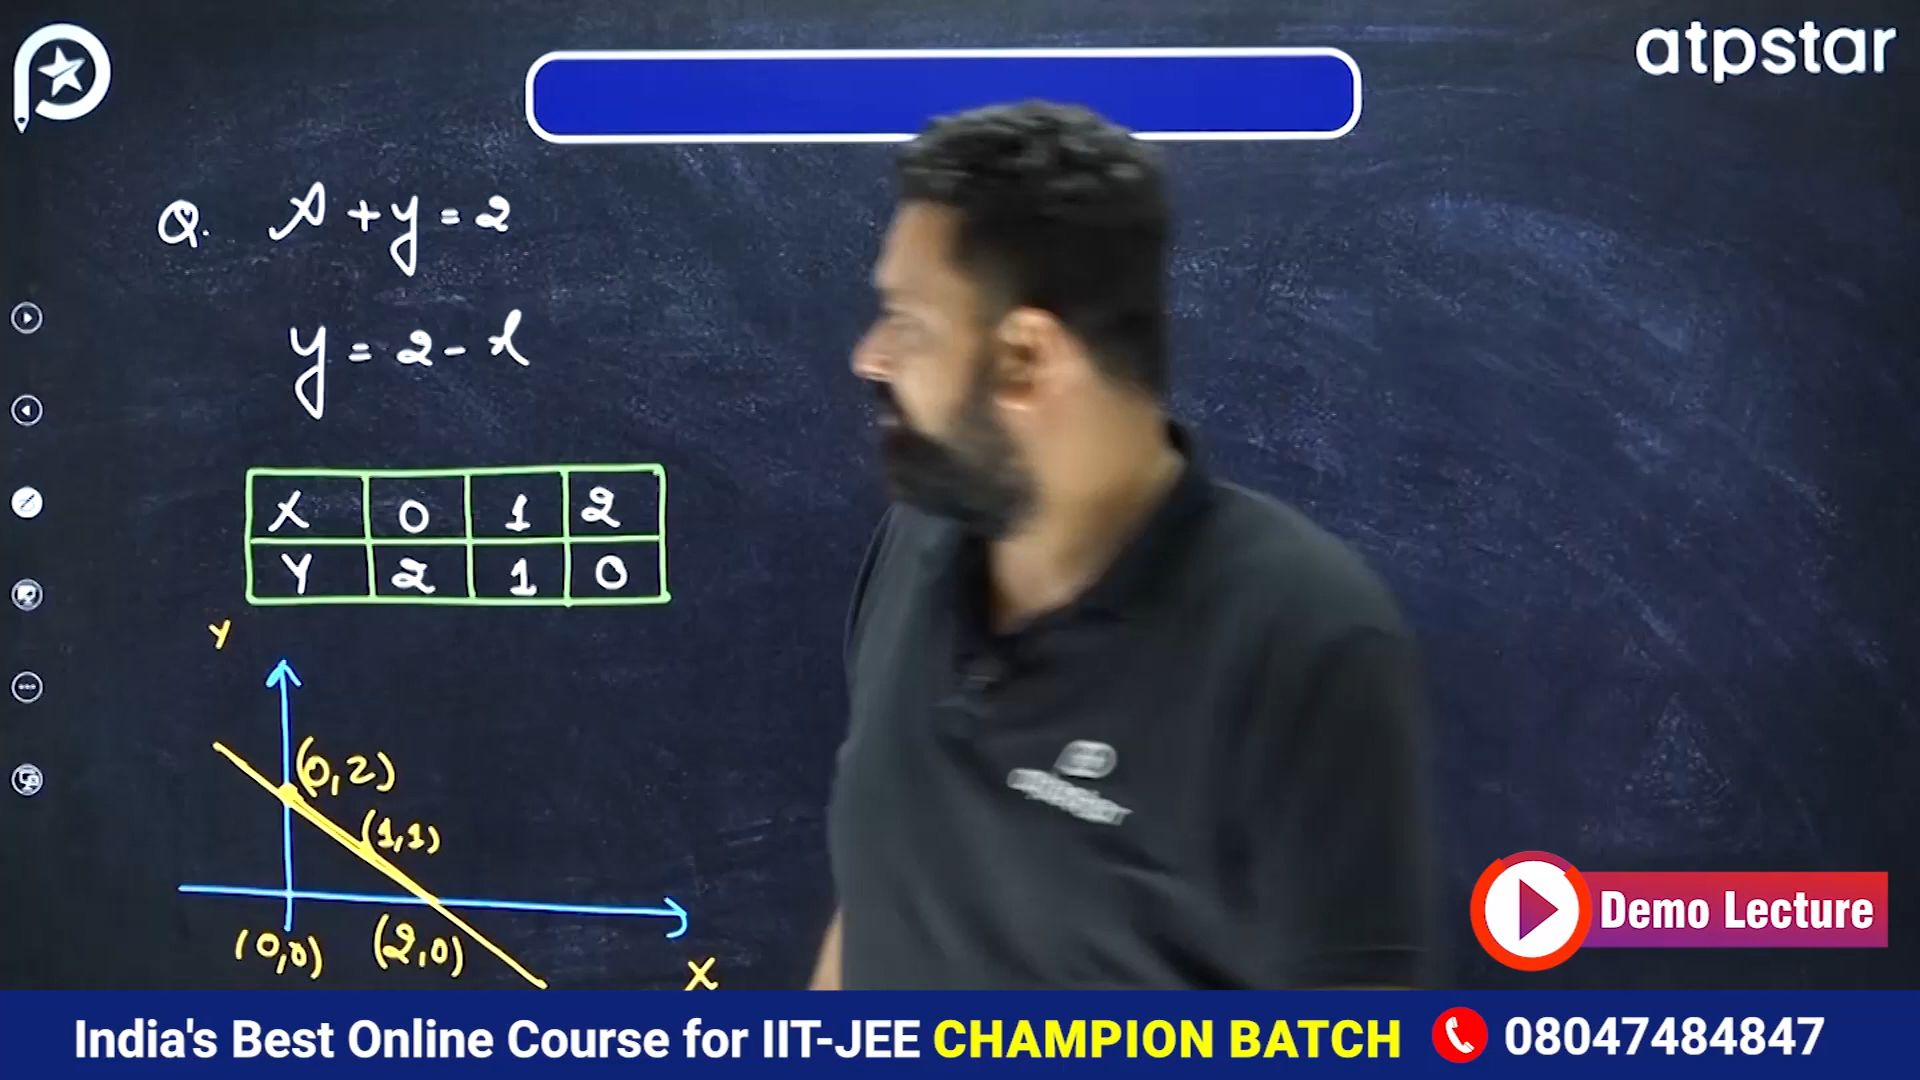 atpstar
Q. x + y = 2
y = 2 - x
X 0 1 2
Y 2 1 0
Y
(0,2)
(1,1)
(0,0) (2,0)
X
Demo Lecture
India's Best Online Course for IIT-JEE CHAMPION BATCH 08047484847